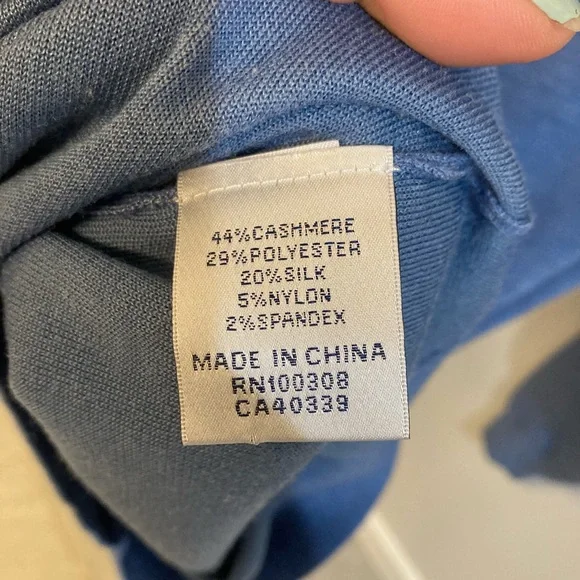 44%CASHMERE
29%POLYESTER
20%SILK
5%NYLON
2%SPANDEX
MADE IN CHINA
RN100308
CA40339